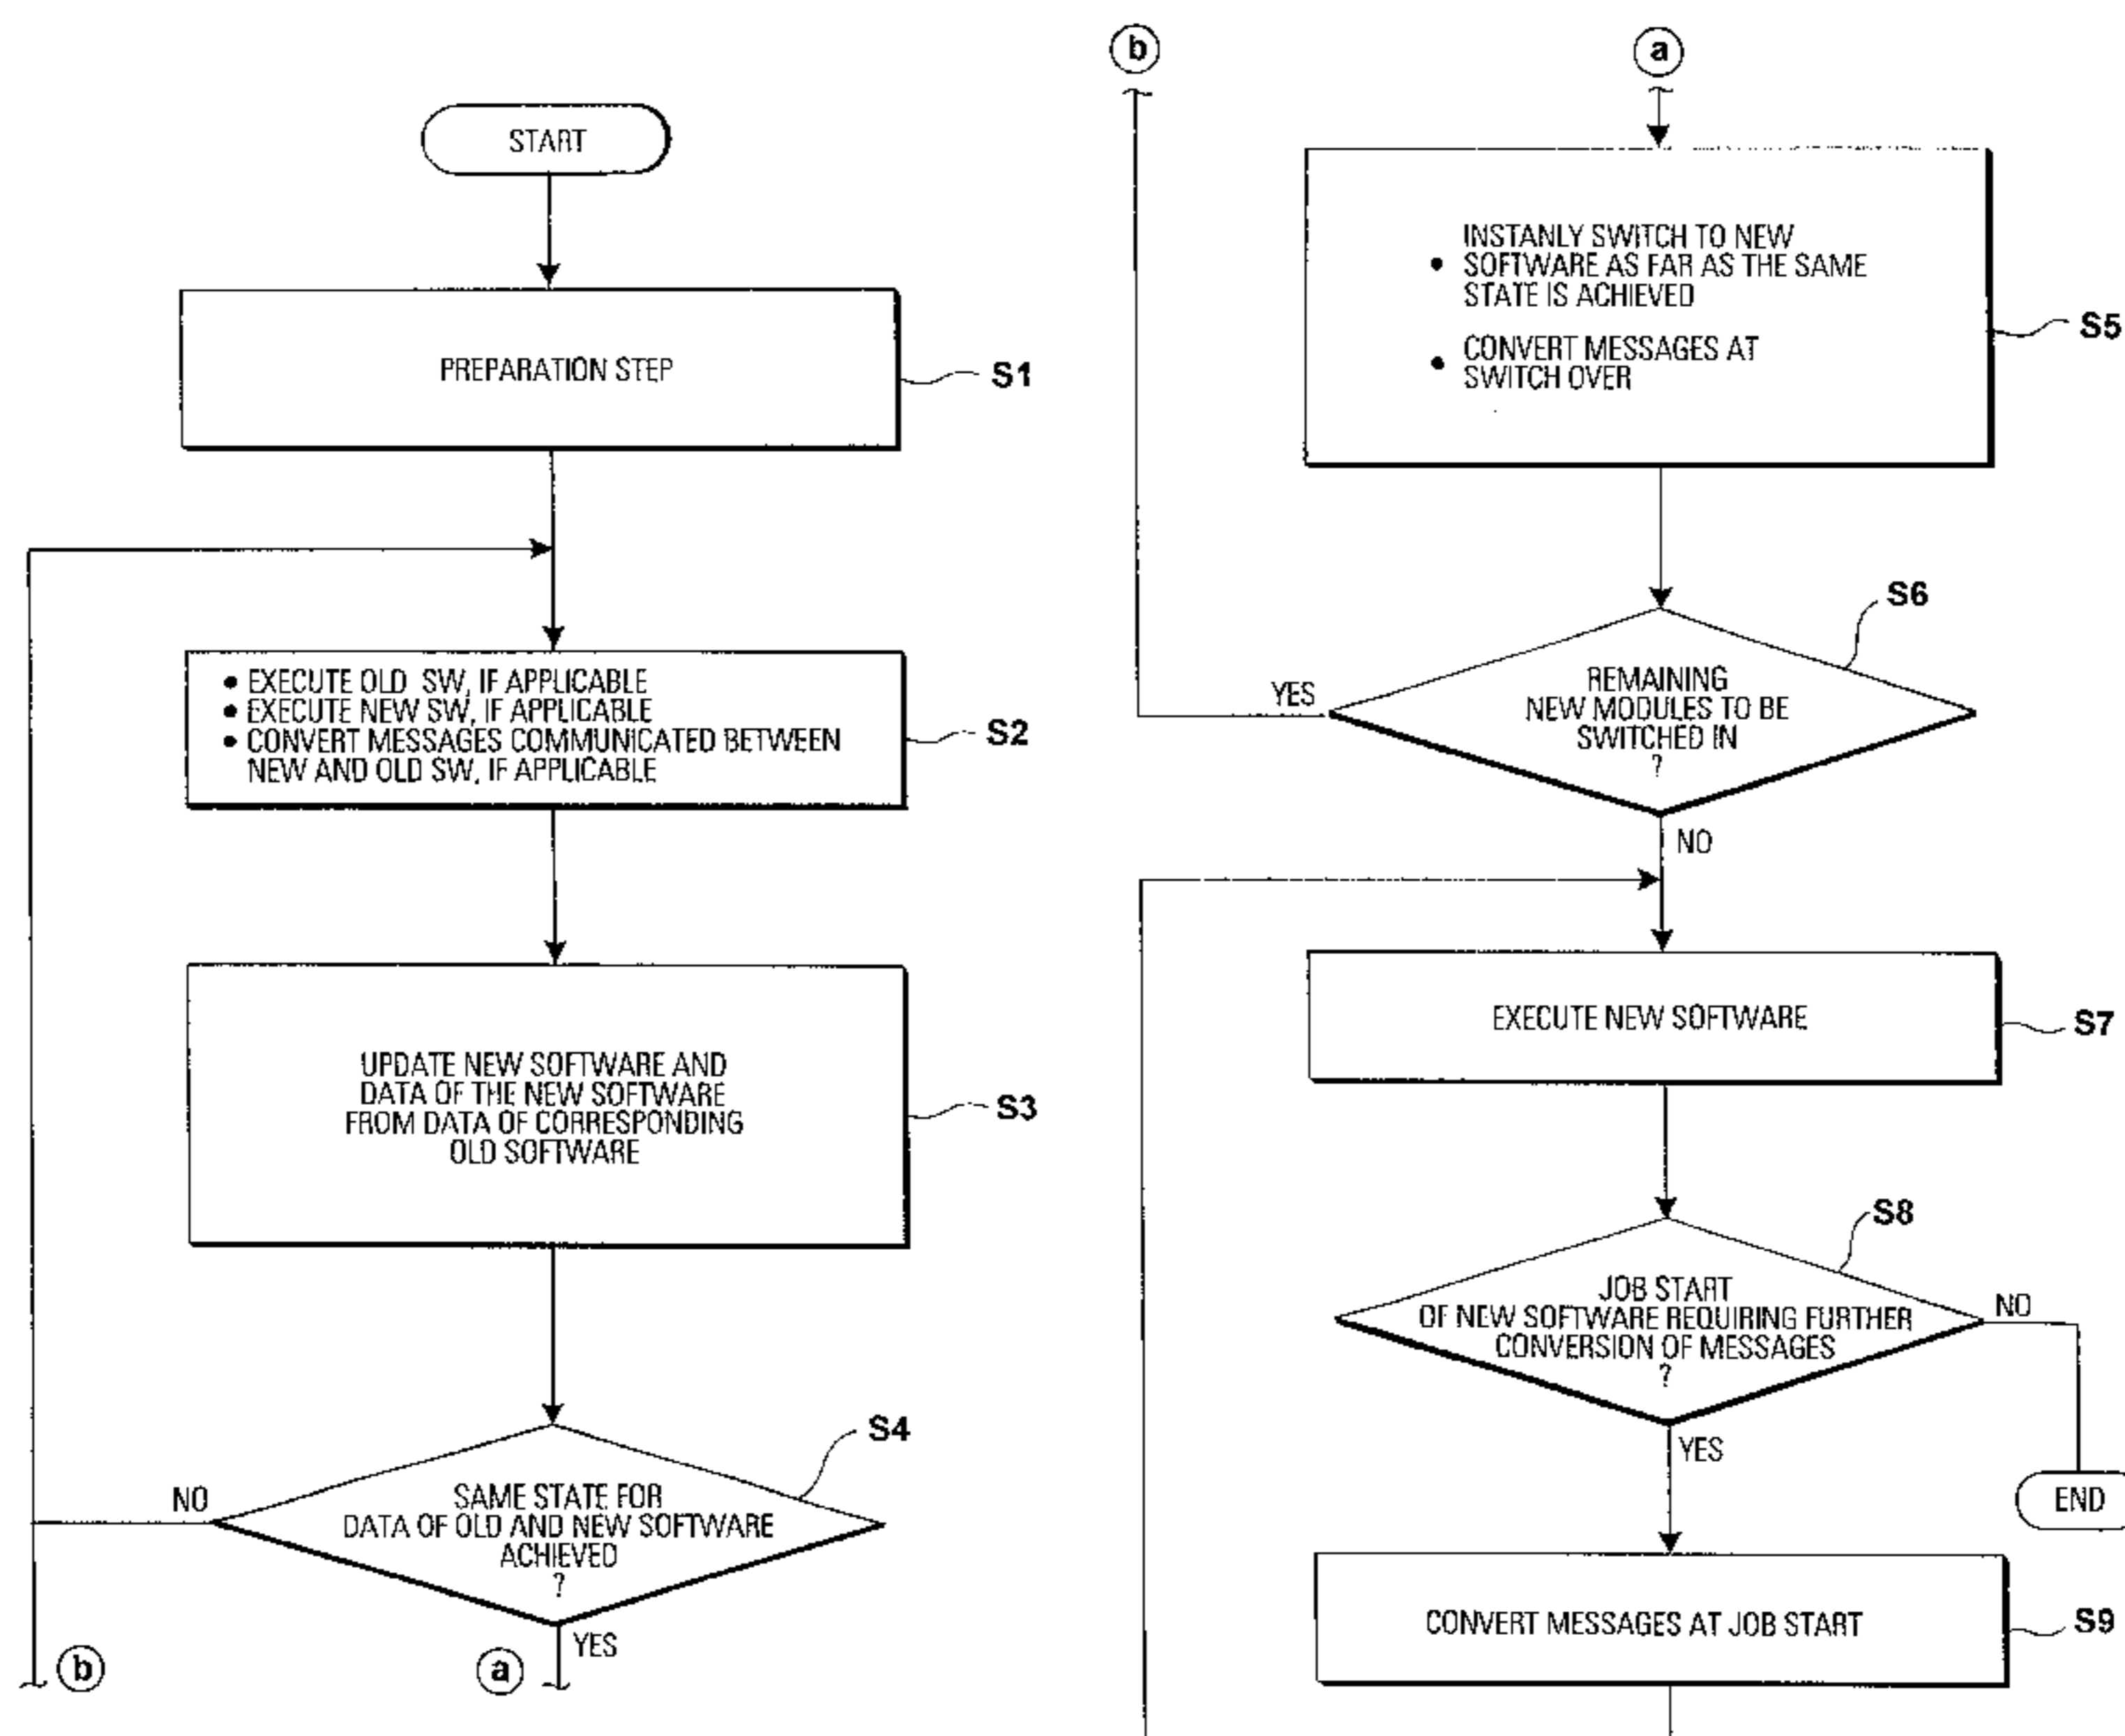 START
PREPARATION STEP
S1
• EXECUTE OLD SW, IF APPLICABLE
• EXECUTE NEW SW, IF APPLICABLE
• CONVERT MESSAGES COMMUNICATED BETWEEN
NEW AND OLD SW, IF APPLICABLE
S2
UPDATE NEW SOFTWARE AND
DATA OF THE NEW SOFTWARE
FROM DATA OF CORRESPONDING
OLD SOFTWARE
S3
S4
SAME STATE FOR
DATA OF OLD AND NEW SOFTWARE
ACHIEVED
?
NO
YES
b
a
b
a
INSTANLY SWITCH TO NEW
• SOFTWARE AS FAR AS THE SAME
STATE IS ACHIEVED
• CONVERT MESSAGES AT
SWITCH OVER
S5
S6
REMAINING
NEW MODULES TO BE
SWITCHED IN
?
YES
NO
EXECUTE NEW SOFTWARE
S7
S8
JOB START
OF NEW SOFTWARE REQUIRING FURTHER
CONVERSION OF MESSAGES
?
NO
YES
END
CONVERT MESSAGES AT JOB START
S9